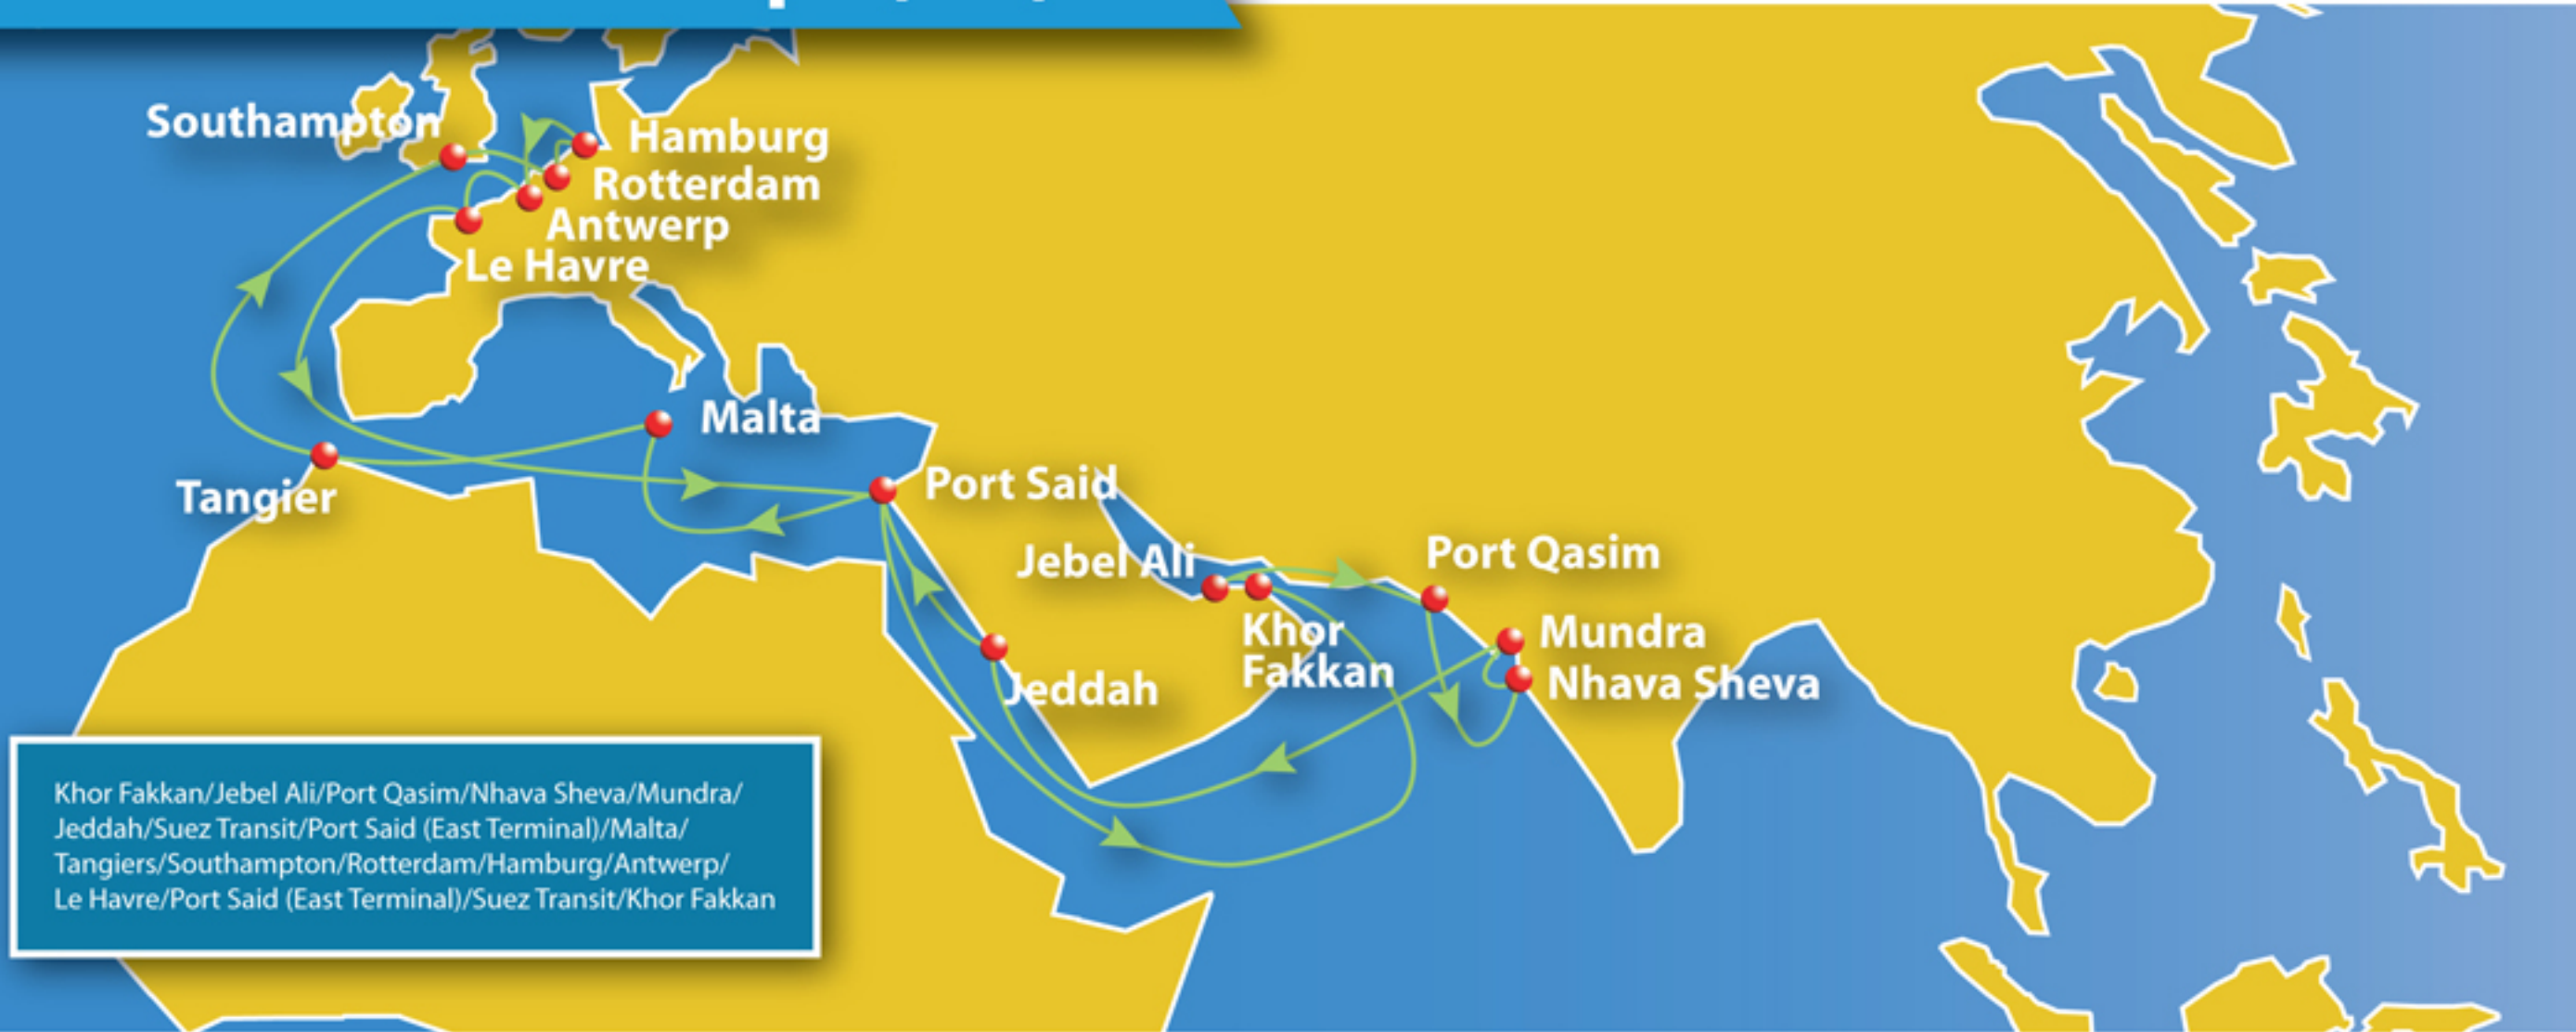 Southampton
Hamburg
Rotterdam
Antwerp
Le Havre
Malta
Tangier
Port Said
Jebel Ali
Port Qasim
Khor
Fakkan
Mundra
Nhava Sheva
Jeddah
Khor Fakkan/Jebel Ali/Port Qasim/Nhava Sheva/Mundra/
Jeddah/Suez Transit/Port Said (East Terminal)/Malta/
Tangiers/Southampton/Rotterdam/Hamburg/Antwerp/
Le Havre/Port Said (East Terminal)/Suez Transit/Khor Fakkan